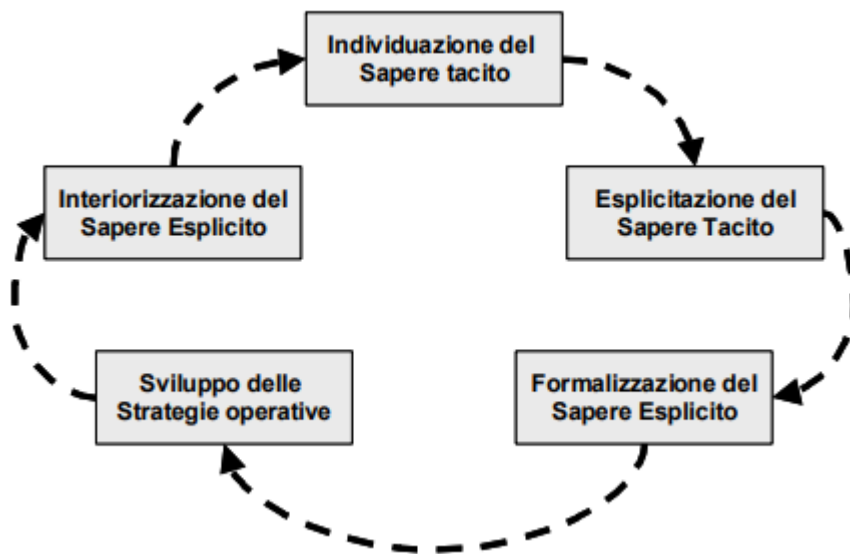 Individuazione del
Sapere tacito
Esplicitazione del
Sapere Tacito
Formalizzazione del
Sapere Esplicito
Sviluppo delle
Strategie operative
Interiorizzazione del
Sapere Esplicito